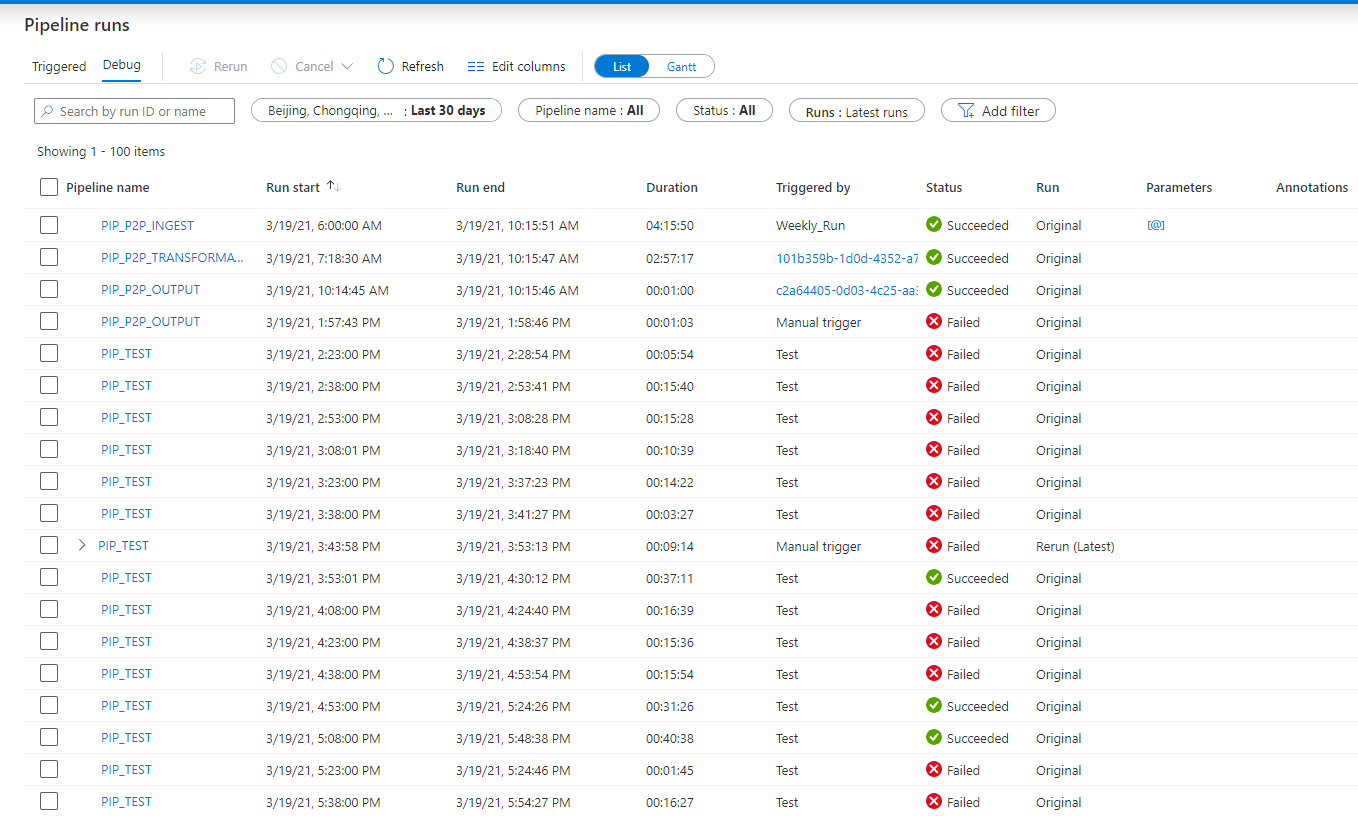 Pipeline runs
Triggered Debug Rerun Cancel Refresh Edit columns List Gantt
Search by run ID or name Beijing, Chongqing, ... : Last 30 days Pipeline name : All Status : All Runs : Latest runs Add filter
Showing 1 - 100 items
Pipeline name Run start Run end Duration Triggered by Status Run Parameters Annotations
PIP_P2P_INGEST 3/19/21, 6:00:00 AM 3/19/21, 10:15:51 AM 04:15:50 Weekly_Run Succeeded Original [@]
PIP_P2P_TRANSFORMA... 3/19/21, 7:18:30 AM 3/19/21, 10:15:47 AM 02:57:17 101b359b-1d0d-4352-a7 Succeeded Original
PIP_P2P_OUTPUT 3/19/21, 10:14:45 AM 3/19/21, 10:15:46 AM 00:01:00 c2a64405-0d03-4c25-aa3 Succeeded Original
PIP_P2P_OUTPUT 3/19/21, 1:57:43 PM 3/19/21, 1:58:46 PM 00:01:03 Manual trigger Failed Original
PIP_TEST 3/19/21, 2:23:00 PM 3/19/21, 2:28:54 PM 00:05:54 Test Failed Original
PIP_TEST 3/19/21, 2:38:00 PM 3/19/21, 2:53:41 PM 00:15:40 Test Failed Original
PIP_TEST 3/19/21, 2:53:00 PM 3/19/21, 3:08:28 PM 00:15:28 Test Failed Original
PIP_TEST 3/19/21, 3:08:01 PM 3/19/21, 3:18:40 PM 00:10:39 Test Failed Original
PIP_TEST 3/19/21, 3:23:00 PM 3/19/21, 3:37:23 PM 00:14:22 Test Failed Original
PIP_TEST 3/19/21, 3:38:00 PM 3/19/21, 3:41:27 PM 00:03:27 Test Failed Original
PIP_TEST 3/19/21, 3:43:58 PM 3/19/21, 3:53:13 PM 00:09:14 Manual trigger Failed Rerun (Latest)
PIP_TEST 3/19/21, 3:53:01 PM 3/19/21, 4:30:12 PM 00:37:11 Test Succeeded Original
PIP_TEST 3/19/21, 4:08:00 PM 3/19/21, 4:24:40 PM 00:16:39 Test Failed Original
PIP_TEST 3/19/21, 4:23:00 PM 3/19/21, 4:38:37 PM 00:15:36 Test Failed Original
PIP_TEST 3/19/21, 4:38:00 PM 3/19/21, 4:53:54 PM 00:15:54 Test Failed Original
PIP_TEST 3/19/21, 4:53:00 PM 3/19/21, 5:24:26 PM 00:31:26 Test Succeeded Original
PIP_TEST 3/19/21, 5:08:00 PM 3/19/21, 5:48:38 PM 00:40:38 Test Succeeded Original
PIP_TEST 3/19/21, 5:23:00 PM 3/19/21, 5:24:46 PM 00:01:45 Test Failed Original
PIP_TEST 3/19/21, 5:38:00 PM 3/19/21, 5:54:27 PM 00:16:27 Test Failed Original